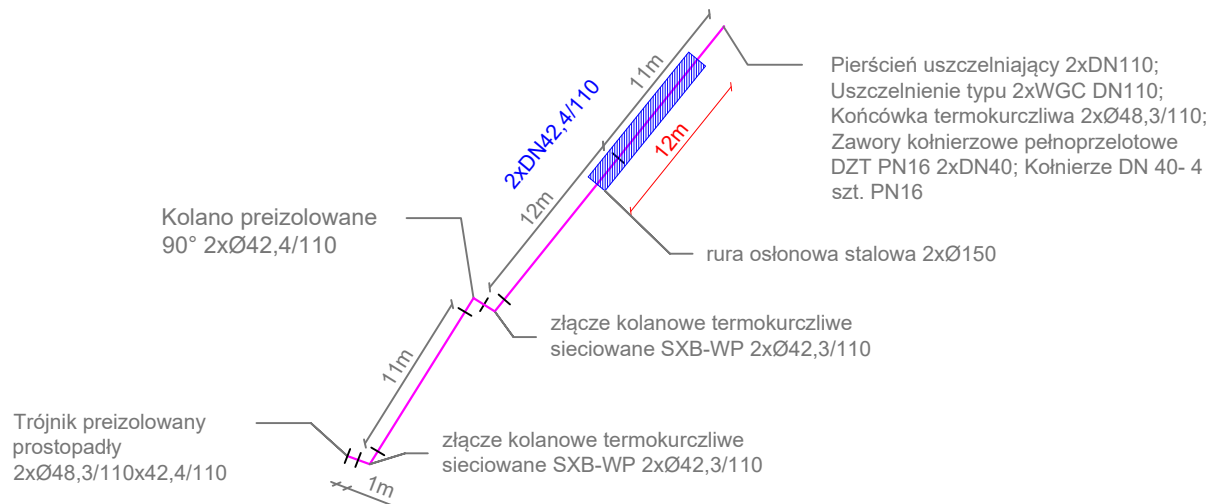 11m
Pierścień uszczelniający 2xDN110;
Uszczelnienie typu 2xWGC DN110;
Końcówka termokurczliwa 2xØ48,3/110;
Zawory kołnierzowe pełnoprzelotowe
DZT PN16 2xDN40; Kołnierze DN 40- 4
szt. PN16
2xDN42,4/110
12m
12m
Kolano preizolowane
90° 2xØ42,4/110
rura osłonowa stalowa 2xØ150
złącze kolanowe termokurczliwe
sieciowane SXB-WP 2xØ42,3/110
11m
Trójnik preizolowany
prostopadły
2xØ48,3/110x42,4/110
złącze kolanowe termokurczliwe
sieciowane SXB-WP 2xØ42,3/110
1m